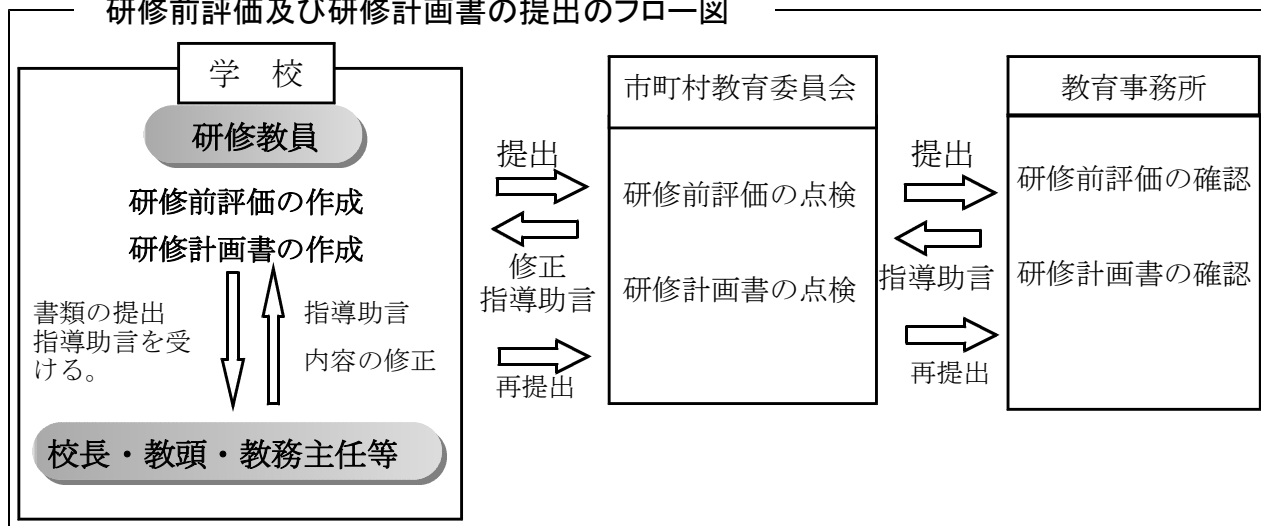 研修前評価及び研修計画書の提出のフロー図
学　校
研修教員
研修前評価の作成
研修計画書の作成
書類の提出
指導助言を受
ける。
指導助言
内容の修正
校長・教頭・教務主任等
提出
修正
指導助言
再提出
市町村教育委員会
研修前評価の点検
研修計画書の点検
提出
指導助言
再提出
教育事務所
研修前評価の確認
研修計画書の確認